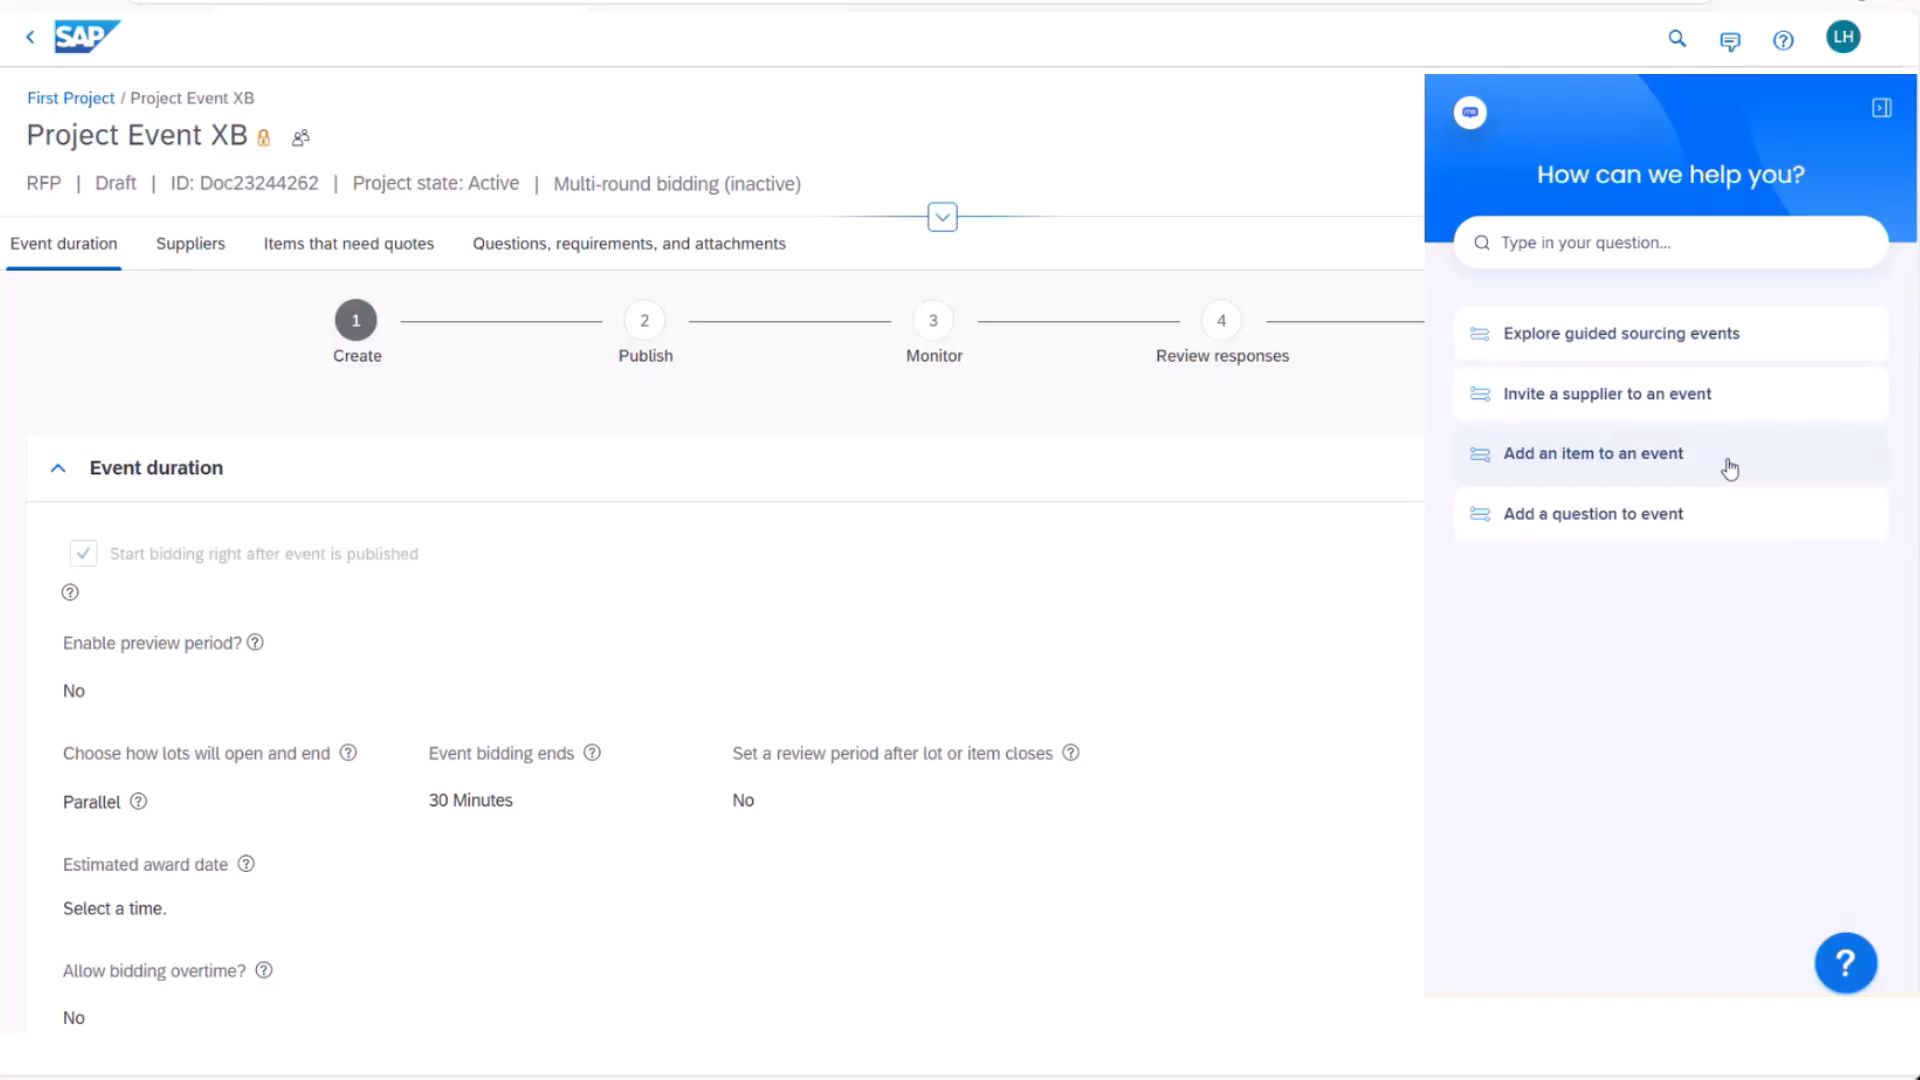 SAP
LH
First Project / Project Event XB
Project Event XB
RFP | Draft | ID: Doc23244262 | Project state: Active | Multi-round bidding (inactive)
Event duration Suppliers Items that need quotes Questions, requirements, and attachments
1 2 3 4
Create Publish Monitor Review responses
Event duration
Start bidding right after event is published
Enable preview period?
No
Choose how lots will open and end Event bidding ends Set a review period after lot or item closes
Parallel 30 Minutes No
Estimated award date
Select a time.
Allow bidding overtime?
No
me
How can we help you?
Type in your question...
Explore guided sourcing events
Invite a supplier to an event
Add an item to an event
Add a question to event
?